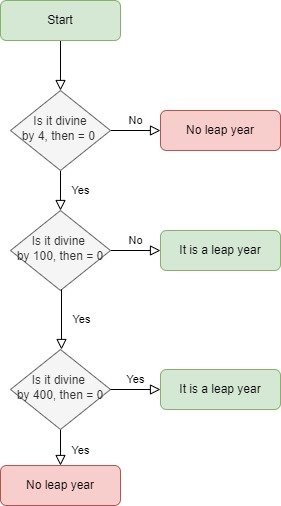 Start
Is it divine
by 4, then = 0
No
No leap year
Yes
Is it divine
by 100, then = 0
No
It is a leap year
Yes
Is it divine
by 400, then = 0
Yes
It is a leap year
Yes
No leap year